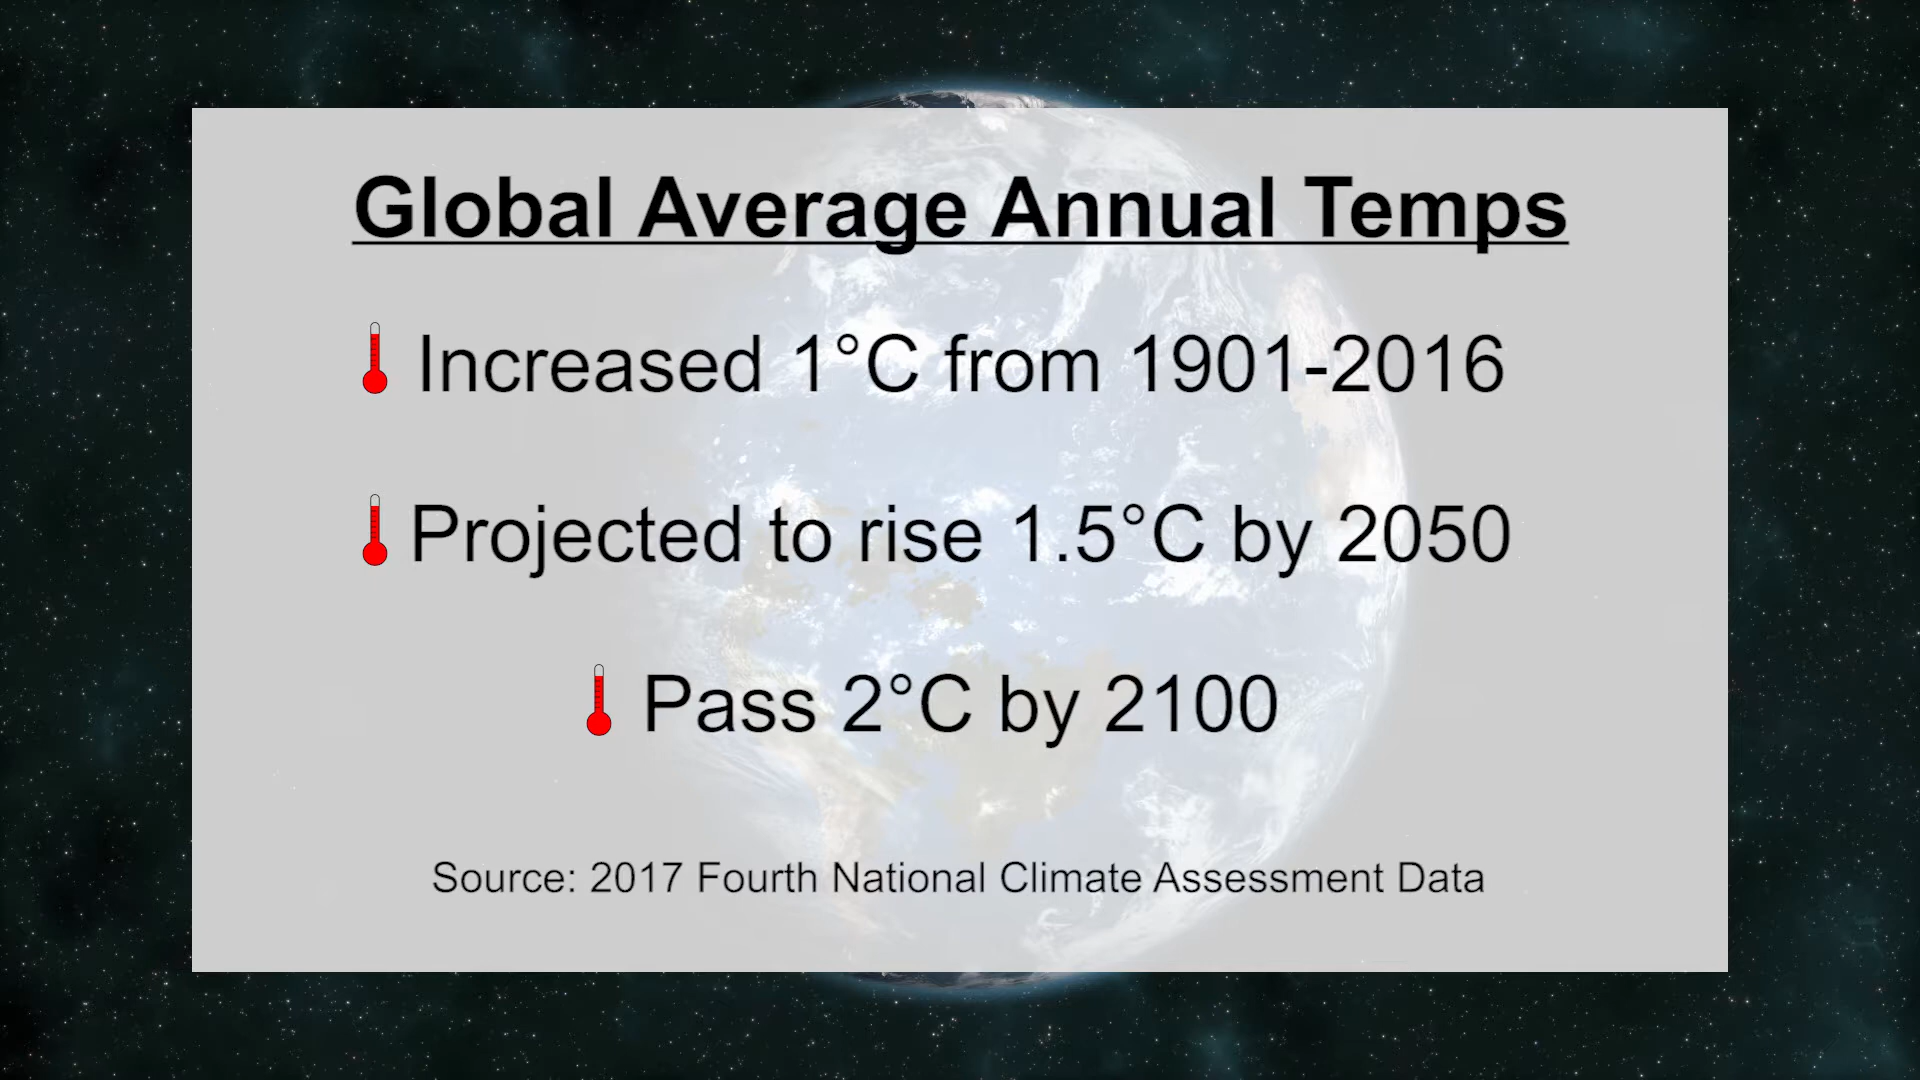 Global Average Annual Temps
Increased 1°C from 1901-2016
Projected to rise 1.5°C by 2050
Pass 2°C by 2100
Source: 2017 Fourth National Climate Assessment Data